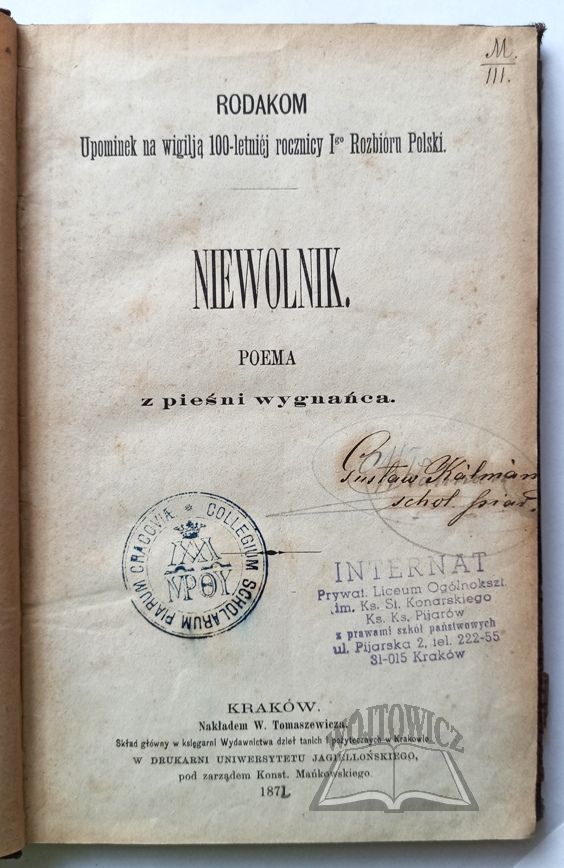 M.
III.
RODAKOM
Upominek na wigilją 100-letniéj rocznicy Igo Rozbioru Polski.
NIEWOLNIK.
POEMA
z pieśni wygnańca.
Gustaw Kálmán
schol. piar.
COLLEGIUM SCHOLARUM PIARUM CRACOVIÆ *
INTERNAT
Prywat. Liceum Ogólnokszt.
im. Ks. St. Konarskiego
Ks. Ks. Pijarów
z prawami szkół państwowych
ul. Pijarska 2, tel. 222-55
31-015 Kraków
KRAKÓW.
Nakładem W. Tomaszewicza.
Skład główny w księgarni Wydawnictwa dzieł tanich i pożytecznych w Krakowie.
W DRUKARNI UNIWERSYTETU JAGIELLOŃSKIEGO,
pod zarządem Konst. Mańkowskiego.
1871.
WÓJTOWICZ